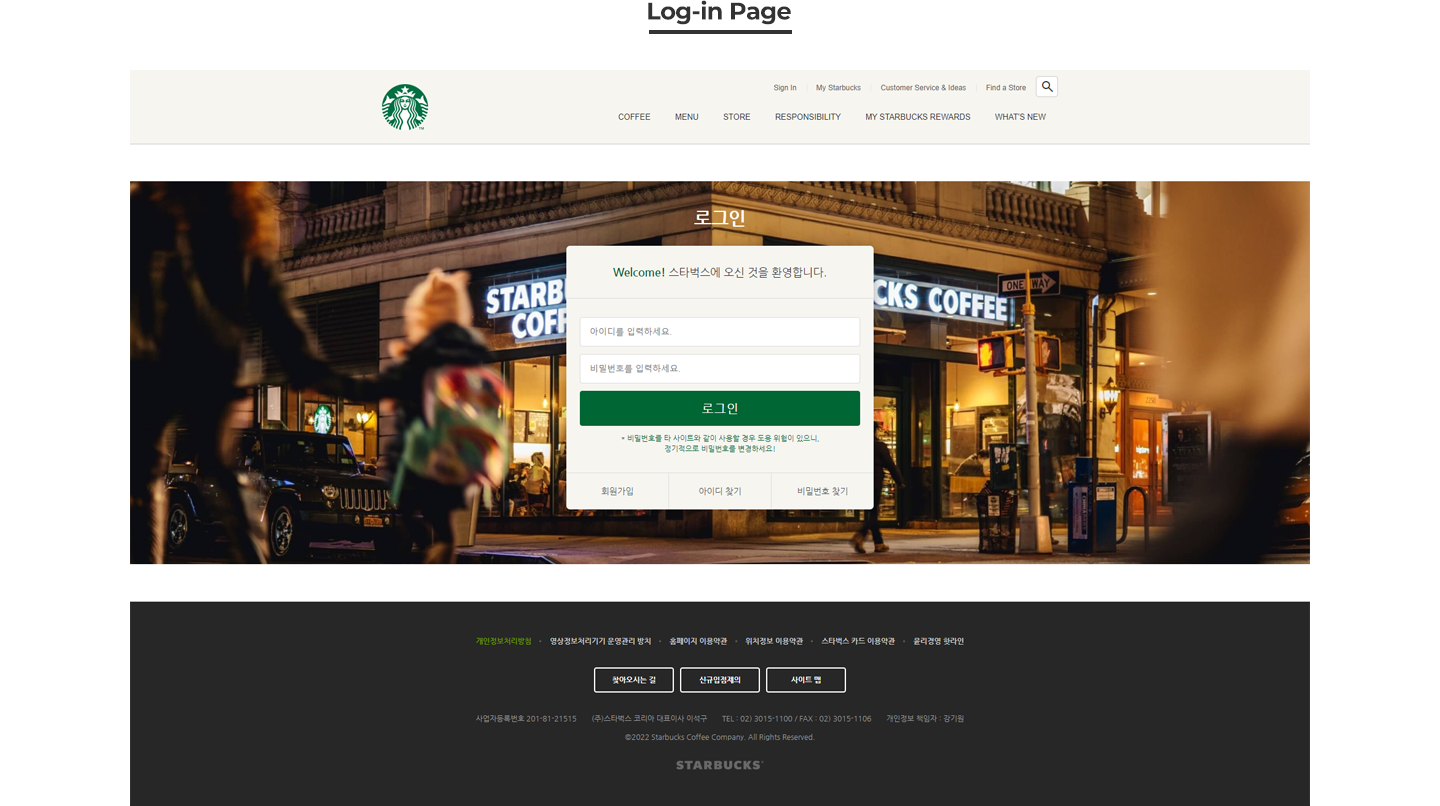 Log-in Page
Sign In My Starbucks Customer Service & Ideas Find a Store
COFFEE MENU STORE RESPONSIBILITY MY STARBUCKS REWARDS WHAT'S NEW
TM
로그인
Welcome! 스타벅스에 오신 것을 환영합니다.
STARB
COF
CKS COFFEE
ONE WAY
아이디를 입력하세요.
비밀번호를 입력하세요.
로그인
* 비밀번호를 타 사이트와 같이 사용할 경우 도용 위험이 있으니,
정기적으로 비밀번호를 변경하세요!
회원가입 아이디 찾기 비밀번호 찾기
개인정보처리방침 • 영상정보처리기기 운영관리 방치 • 홈페이지 이용약관 • 위치정보 이용약관 • 스타벅스 카드 이용약관 • 윤리경영 핫라인
찾아오시는 길 신규입점제의 사이트 맵
사업자등록번호 201-81-21515 (주)스타벅스 코리아 대표이사 이석구 TEL : 02) 3015-1100 / FAX : 02) 3015-1106 개인정보 책임자 : 강기원
©2022 Starbucks Coffee Company. All Rights Reserved.
STARBUCKS